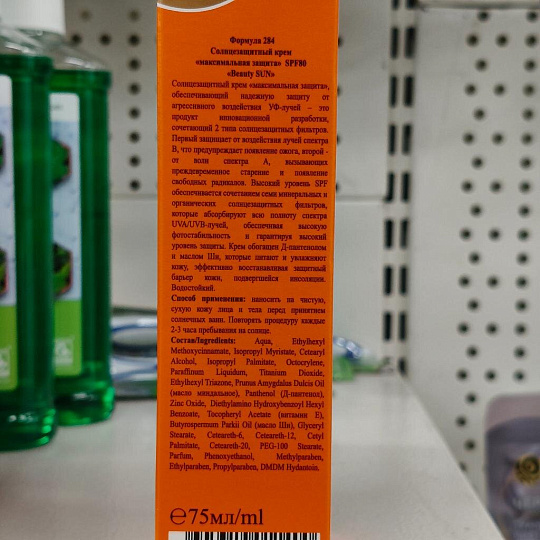 Формула 284
Солнцезащитный крем
«максимальная защита» SPF80
«Beauty SUN»
Солнцезащитный крем «максимальная защита»,
обеспечивающий надежную защиту от
агрессивного воздействия УФ-лучей – это
продукт инновационной разработки,
сочетающий 2 типа солнцезащитных фильтров.
Первый защищает от воздействия лучей спектра
В, что предупреждает появление ожога, второй -
от волн спектра А, вызывающих
преждевременное старение и появление
свободных радикалов. Высокий уровень SPF
обеспечивается сочетанием семи минеральных и
органических солнцезащитных фильтров,
которые абсорбируют всю полноту спектра
UVA/UVB-лучей, обеспечивая высокую
фотостабильность и гарантируя высокий
уровень защиты. Крем обогащен Д-пантенолом
и маслом Ши, которые питают и увлажняют
кожу, эффективно восстанавливая защитный
барьер кожи, подвергшейся инсоляции.
Водостойкий.
Способ применения: наносить на чистую,
сухую кожу лица и тела перед принятием
солнечных ванн. Повторять процедуру каждые
2-3 часа пребывания на солнце.
Состав/Ingredients: Aqua, Ethylhexyl
Methoxycinnamate, Isopropyl Myristate, Cetearyl
Alcohol, Isopropyl Palmitate, Octocrylene,
Paraffinum Liquidum, Titanium Dioxide,
Ethylhexyl Triazone, Prunus Amygdalus Dulcis Oil
(масло миндальное), Panthenol (Д-пантенол),
Zinc Oxide, Diethylamino Hydroxybenzoyl Hexyl
Benzoate, Tocopheryl Acetate (витамин Е),
Butyrospermum Parkii Oil (масло Ши), Glyceryl
Stearate, Ceteareth-6, Ceteareth-12, Cetyl
Palmitate, Ceteareth-20, PEG-100 Stearate,
Parfum, Phenoxyethanol, Methylparaben,
Ethylparaben, Propylparaben, DMDM Hydantoin.
℮75мл/ml